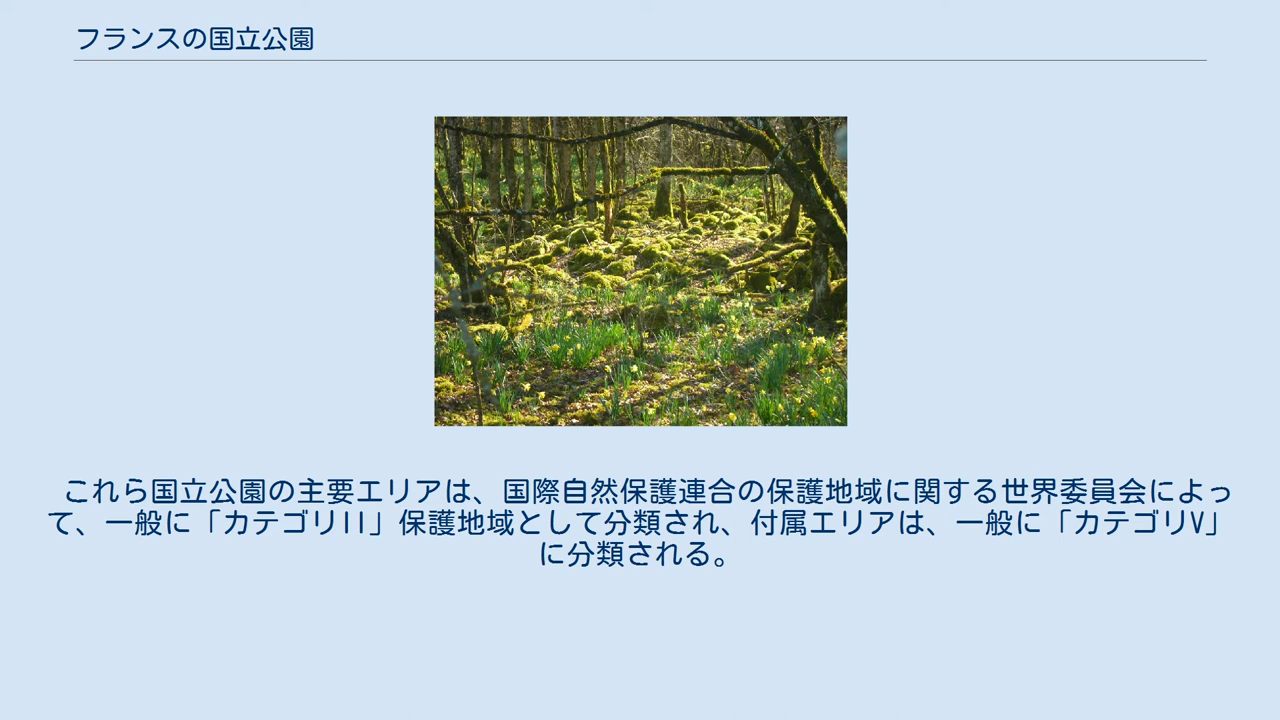 フランスの国立公園
これら国立公園の主要エリアは、国際自然保護連合の保護地域に関する世界委員会によっ
て、一般に「カテゴリII」保護地域として分類され、付属エリアは、一般に「カテゴリV」
に分類される。